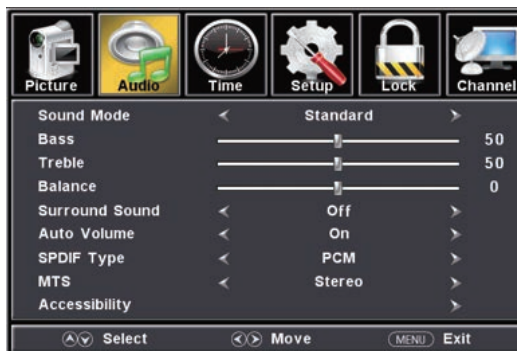 Picture Audio Time Setup Lock Channel
Sound Mode Standard
Bass 50
Treble 50
Balance 0
Surround Sound Off
Auto Volume On
SPDIF Type PCM
MTS Stereo
Accessibility
Select Move MENU Exit